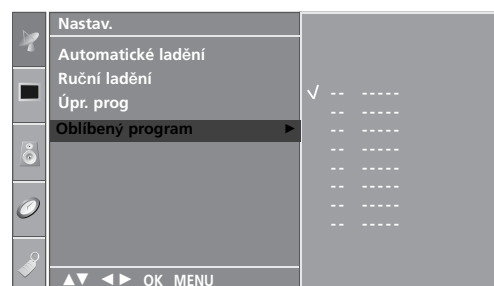 Nastav.
Automatické ladění
Ruční ladění
Úpr. prog
Oblíbený program ►
√ -- -----
-- -----
-- -----
-- -----
-- -----
-- -----
-- -----
-- -----
▲▼ ◄► OK MENU